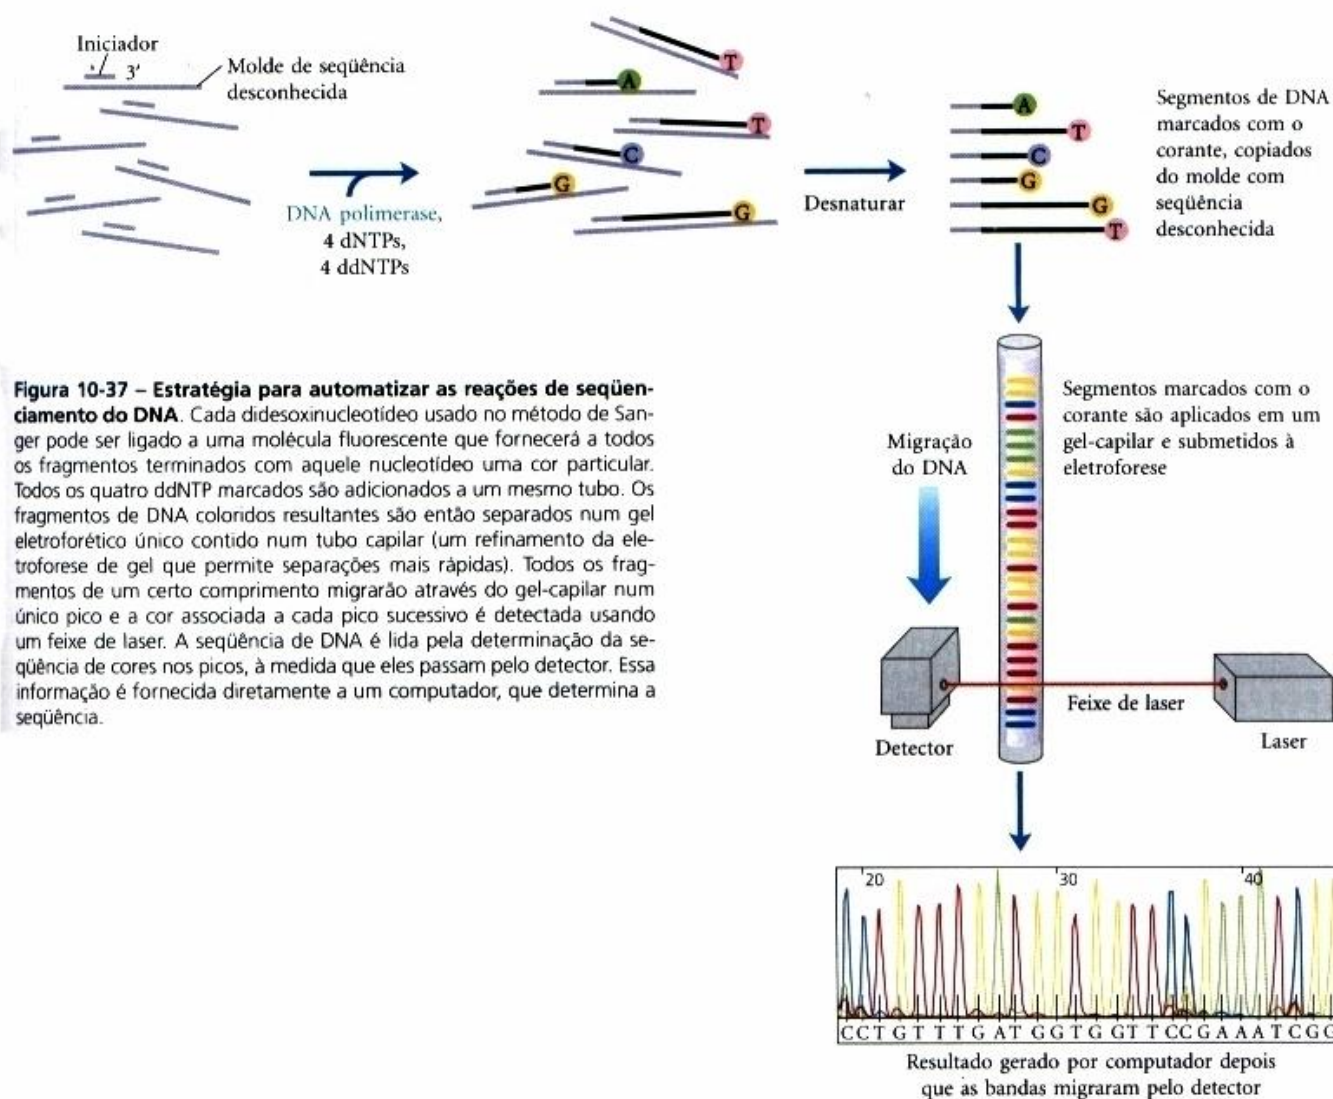 Iniciador
3'
Molde de seqüência
desconhecida
DNA polimerase,
4 dNTPs,
4 ddNTPs
T
A
T
C
G
G
Desnaturar
A
T
C
G
G
T
Segmentos de DNA
marcados com o
corante, copiados
do molde com
seqüência
desconhecida
Figura 10-37 – Estratégia para automatizar as reações de seqüen-
ciamento do DNA. Cada didesoxinucleotídeo usado no método de San-
ger pode ser ligado a uma molécula fluorescente que fornecerá a todos
os fragmentos terminados com aquele nucleotídeo uma cor particular.
Todos os quatro ddNTP marcados são adicionados a um mesmo tubo. Os
fragmentos de DNA coloridos resultantes são então separados num gel
eletroforético único contido num tubo capilar (um refinamento da ele-
troforese de gel que permite separações mais rápidas). Todos os frag-
mentos de um certo comprimento migrarão através do gel-capilar num
único pico e a cor associada a cada pico sucessivo é detectada usando
um feixe de laser. A seqüência de DNA é lida pela determinação da se-
qüência de cores nos picos, à medida que eles passam pelo detector. Essa
informação é fornecida diretamente a um computador, que determina a
seqüência.
Migração
do DNA
Segmentos marcados com o
corante são aplicados em um
gel-capilar e submetidos à
eletroforese
Detector
Feixe de laser
Laser
20 30 40
C C T G T T T G A T G G T G G T T C C G A A A T C G G
Resultado gerado por computador depois
que as bandas migraram pelo detector